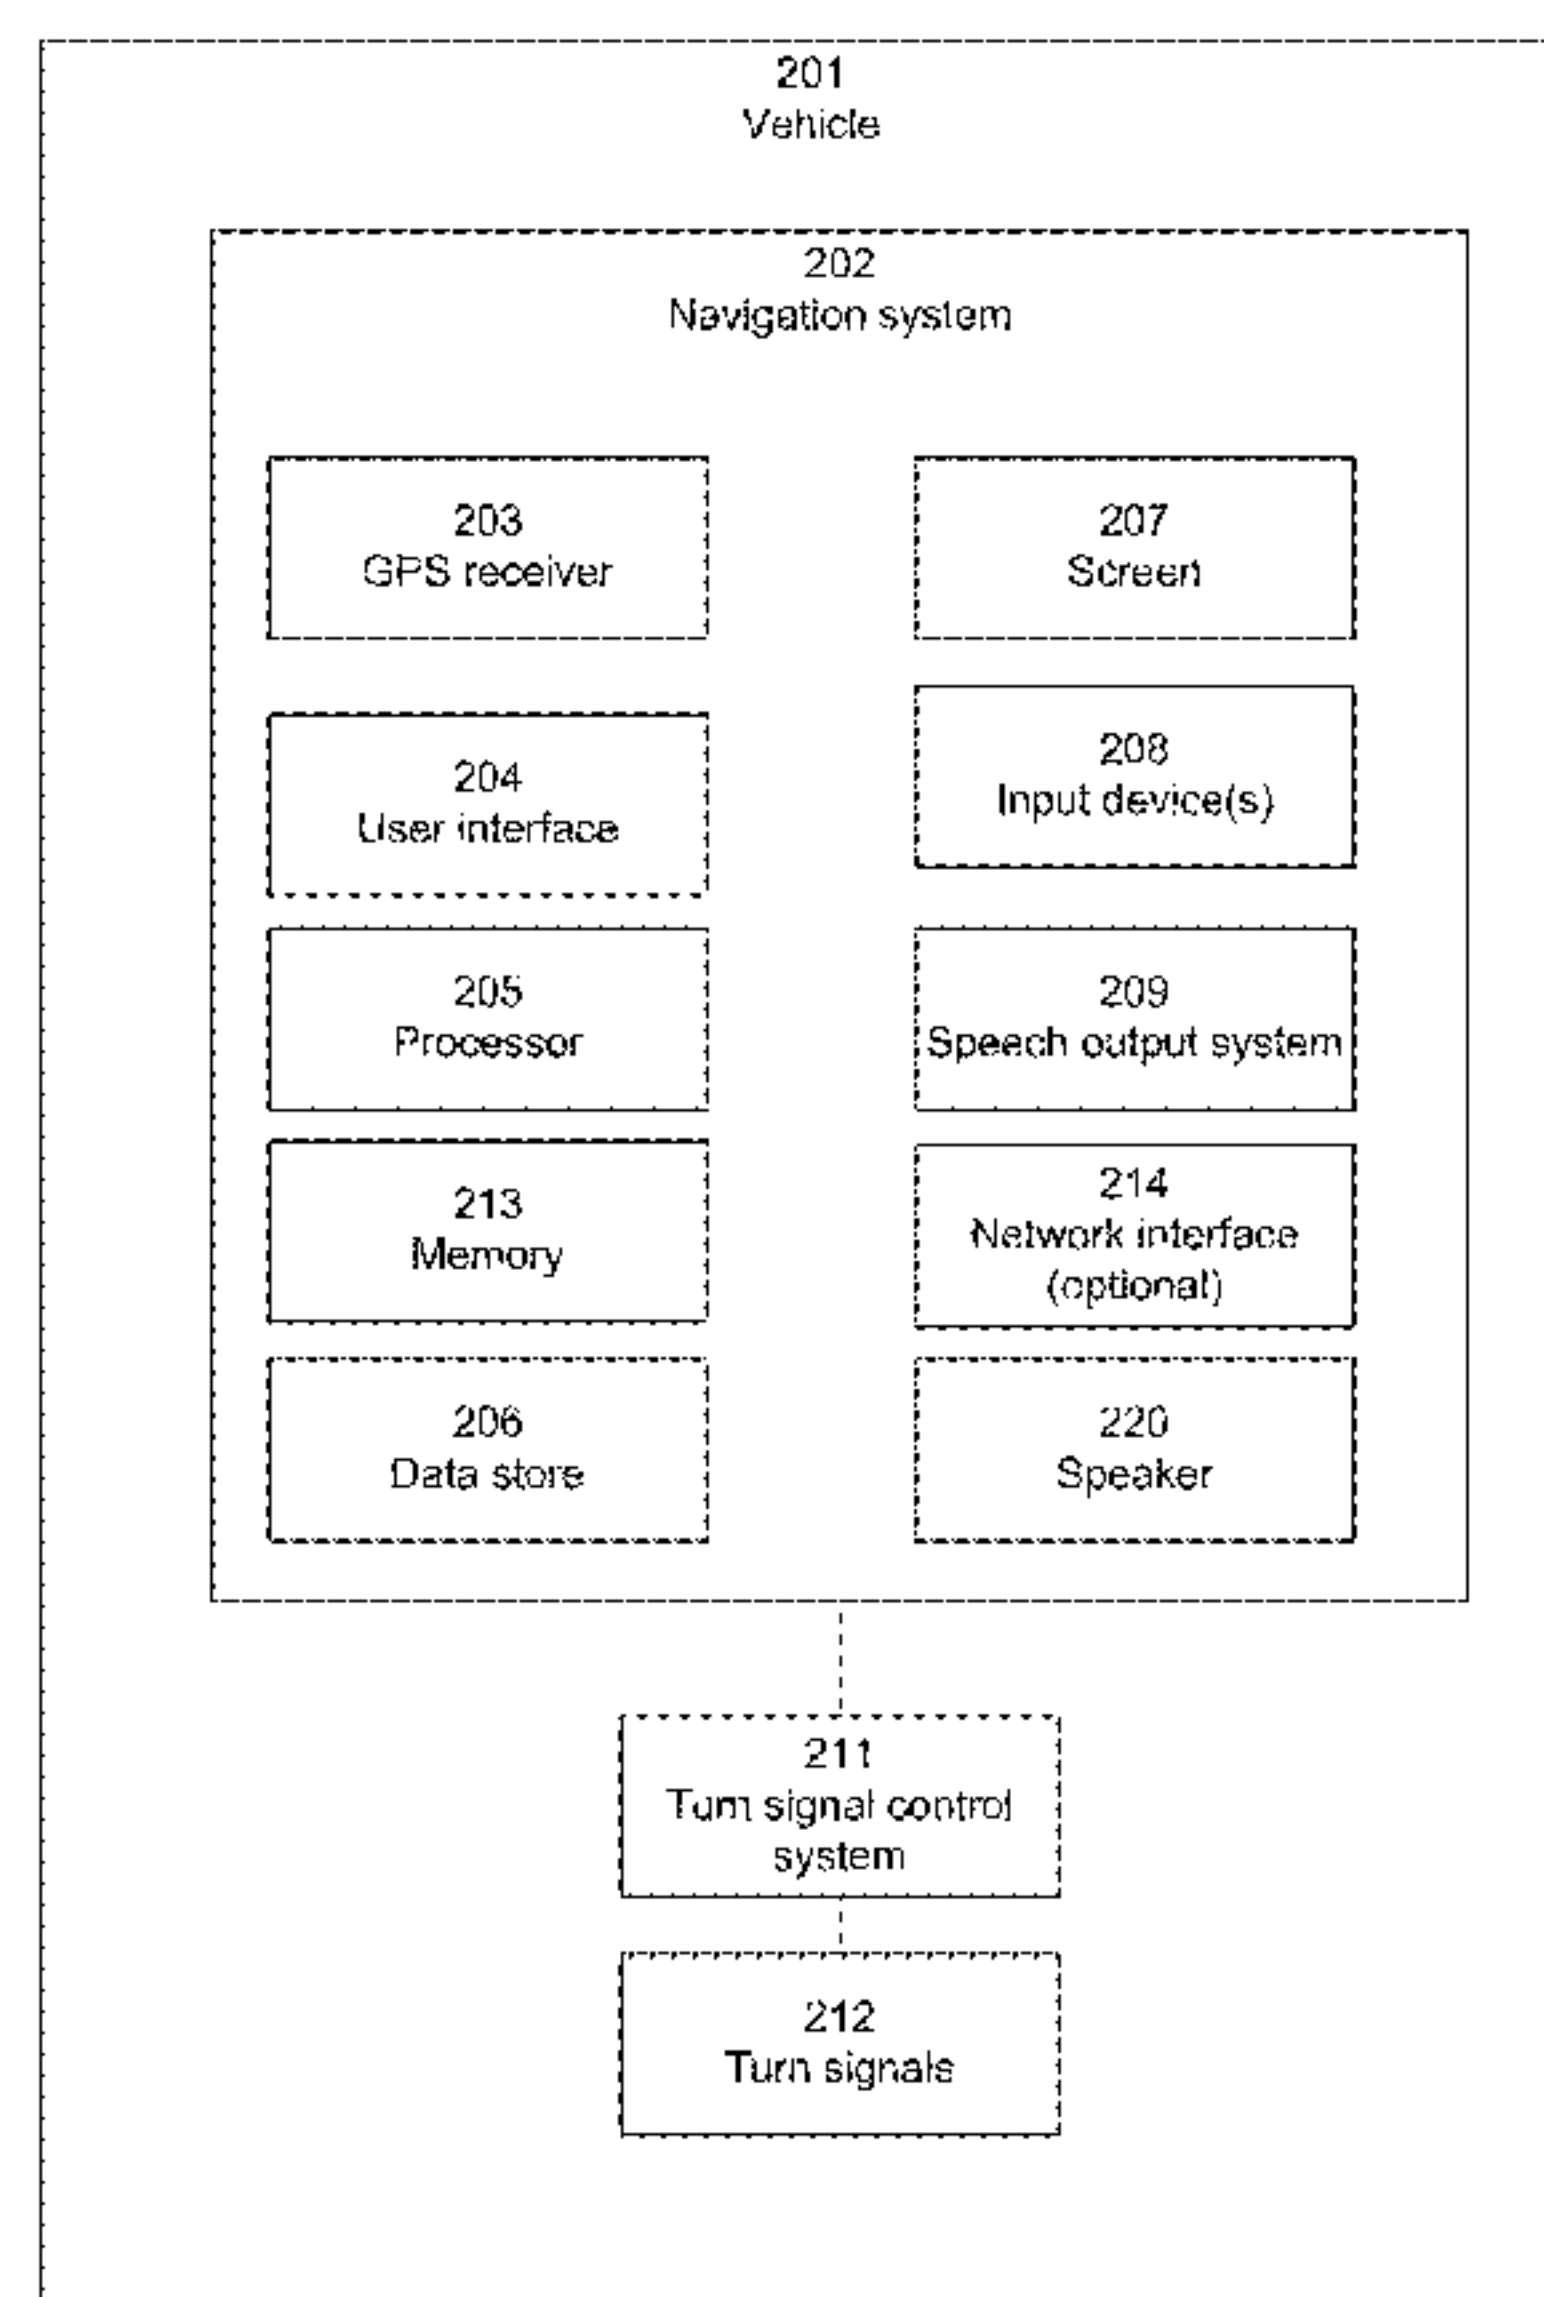 201
Vehicle
202
Navigation system
203
GPS receiver
207
Screen
204
User interface
208
Input device(s)
205
Processor
209
Speech output system
213
Memory
214
Network interface
(optional)
206
Data store
220
Speaker
211
Turn signal control
system
212
Turn signals